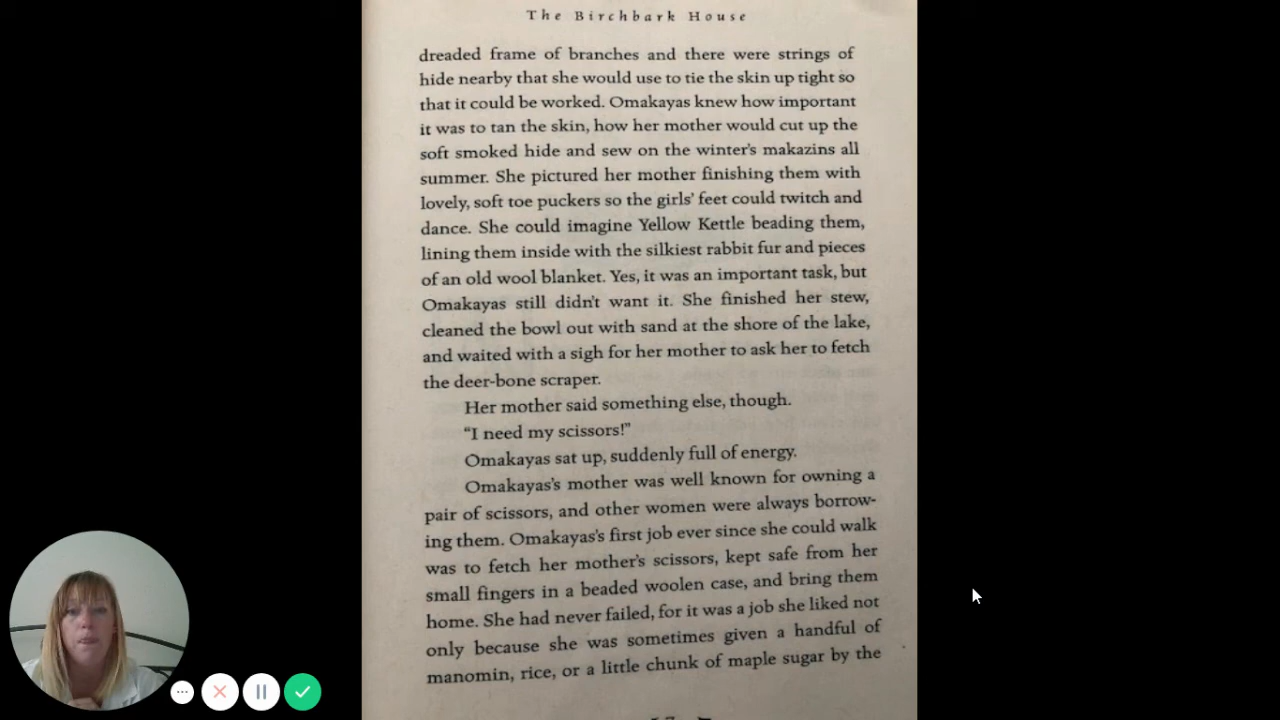 The Birchbark House
dreaded frame of branches and there were strings of
hide nearby that she would use to tie the skin up tight so
that it could be worked. Omakayas knew how important
it was to tan the skin, how her mother would cut up the
soft smoked hide and sew on the winter's makazins all
summer. She pictured her mother finishing them with
lovely, soft toe puckers so the girls' feet could twitch and
dance. She could imagine Yellow Kettle beading them,
lining them inside with the silkiest rabbit fur and pieces
of an old wool blanket. Yes, it was an important task, but
Omakayas still didn't want it. She finished her stew,
cleaned the bowl out with sand at the shore of the lake,
and waited with a sigh for her mother to ask her to fetch
the deer-bone scraper.
Her mother said something else, though.
“I need my scissors!”
Omakayas sat up, suddenly full of energy.
Omakayas's mother was well known for owning a
pair of scissors, and other women were always borrow-
ing them. Omakayas's first job ever since she could walk
was to fetch her mother's scissors, kept safe from her
small fingers in a beaded woolen case, and bring them
home. She had never failed, for it was a job she liked not
only because she was sometimes given a handful of
manomin, rice, or a little chunk of maple sugar by the